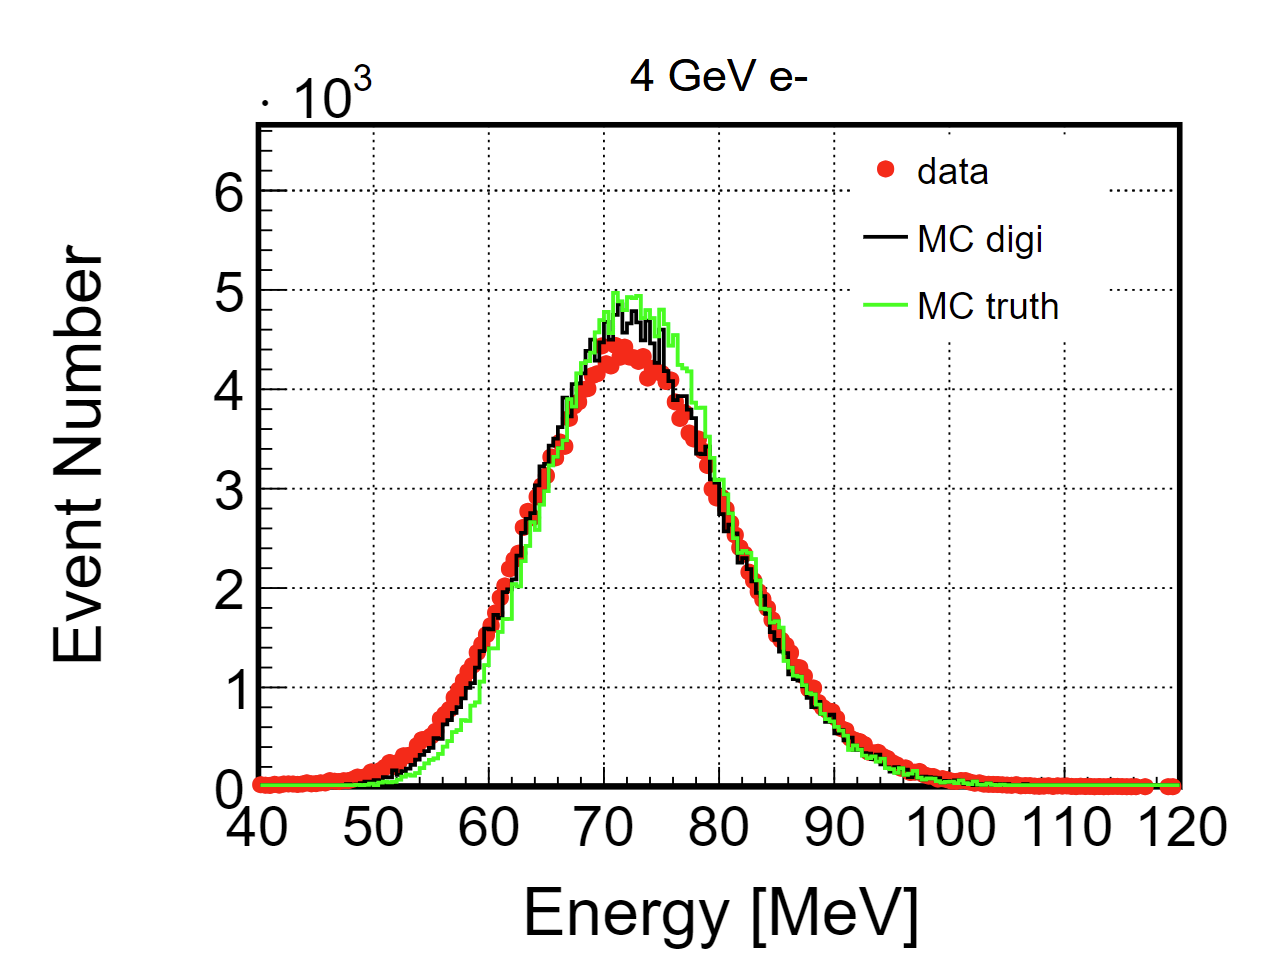 4 GeV e-
· 10³
data
MC digi
MC truth
6
5
4
3
2
1
0
40 50 60 70 80 90 100 110 120
Energy [MeV]
Event Number